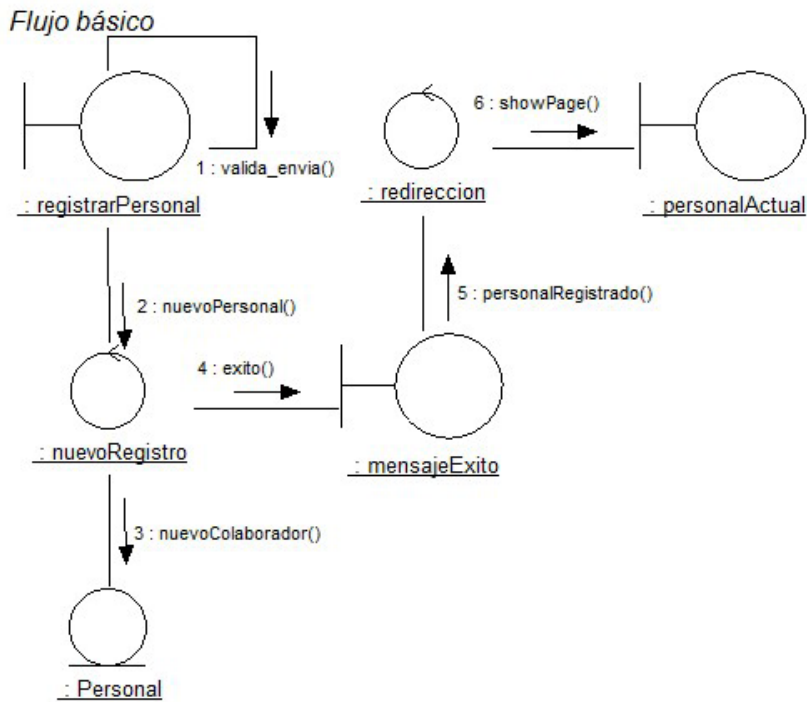 Flujo básico
6 : showPage()
1 : valida_envia()
: registrarPersonal
: redireccion
: personalActual
2 : nuevoPersonal()
5 : personalRegistrado()
4 : exito()
: nuevoRegistro
: mensajeExito
3 : nuevoColaborador()
: Personal